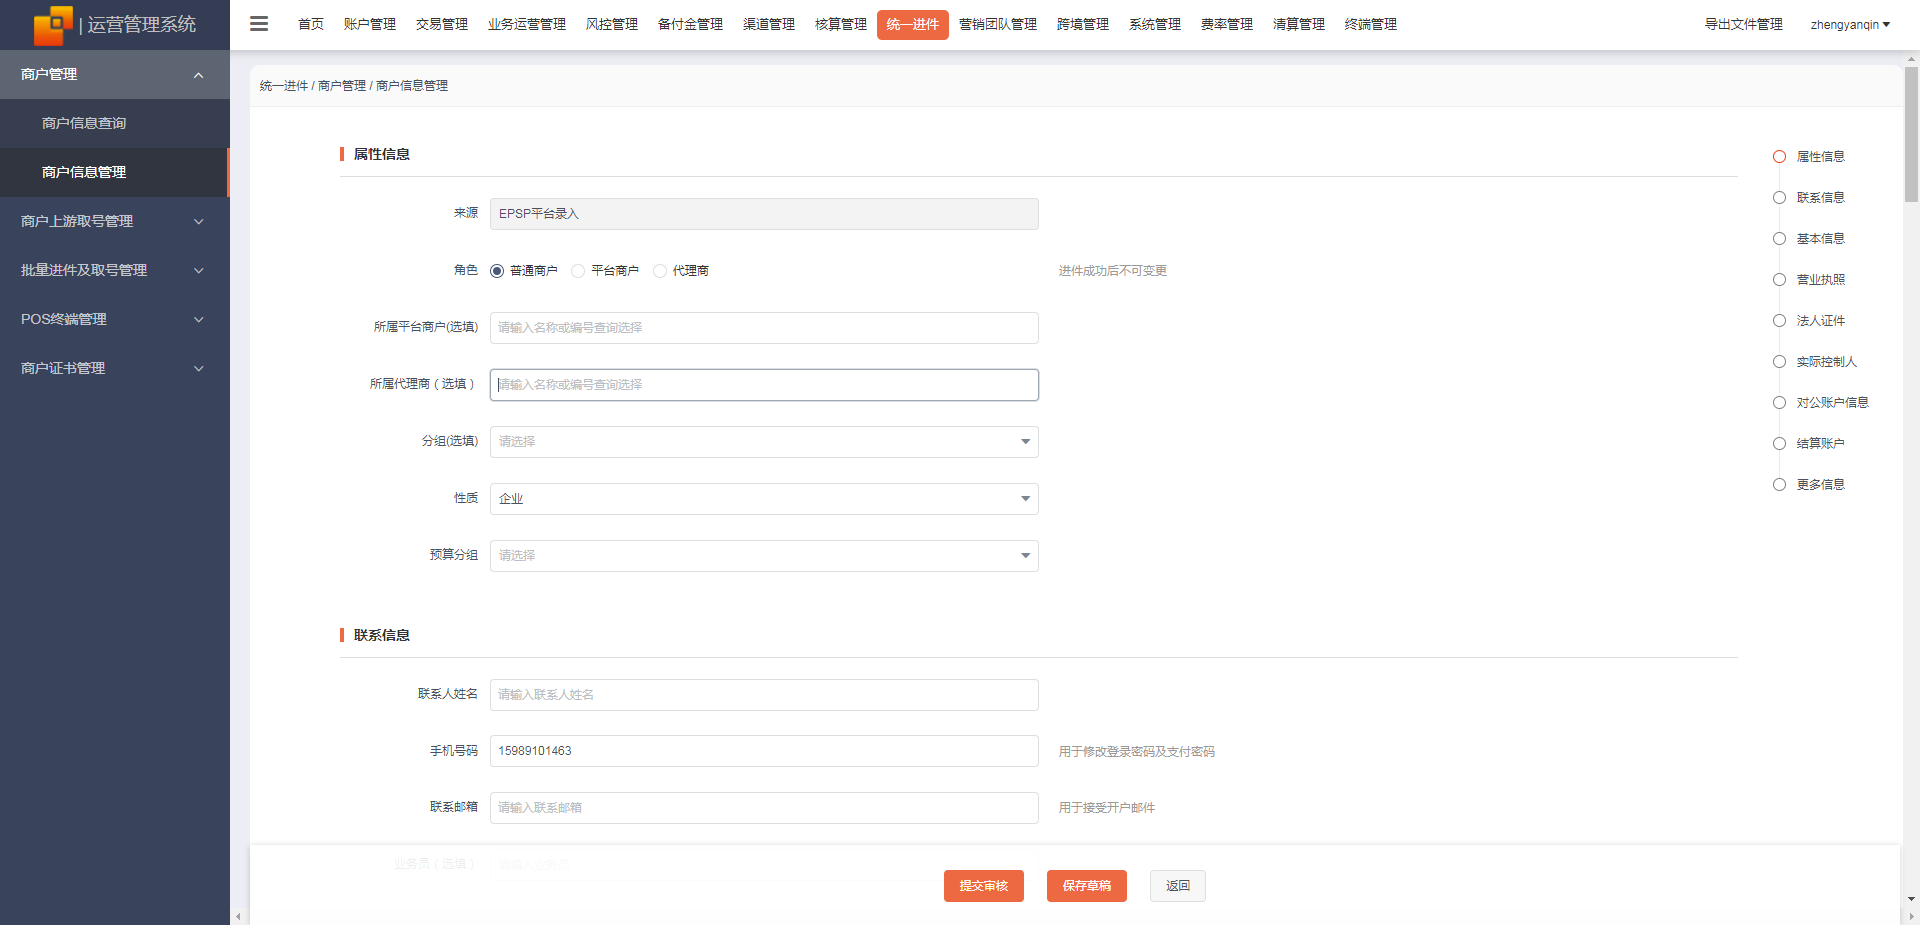 | 运营管理系统
首页 账户管理 交易管理 业务运营管理 风控管理 备付金管理 渠道管理 核算管理 统一进件 营销团队管理 跨境管理 系统管理 费率管理 清算管理 终端管理
导出文件管理 zhengyanqin
商户管理
商户信息查询
商户信息管理
商户上游取号管理
批量进件及取号管理
POS终端管理
商户证书管理
统一进件 / 商户管理 / 商户信息管理
属性信息
来源 EPSP平台录入
角色 普通商户 平台商户 代理商 进件成功后不可变更
所属平台商户(选填) 请输入名称或编号查询选择
所属代理商（选填） 请输入名称或编号查询选择
分组(选填) 请选择
性质 企业
预算分组 请选择
联系信息
联系人姓名 请输入联系人姓名
手机号码 15989101463 用于修改登录密码及支付密码
联系邮箱 请输入联系邮箱 用于接受开户邮件
业务员（选填）
提交审核 保存草稿 返回
属性信息
联系信息
基本信息
营业执照
法人证件
实际控制人
对公账户信息
结算账户
更多信息